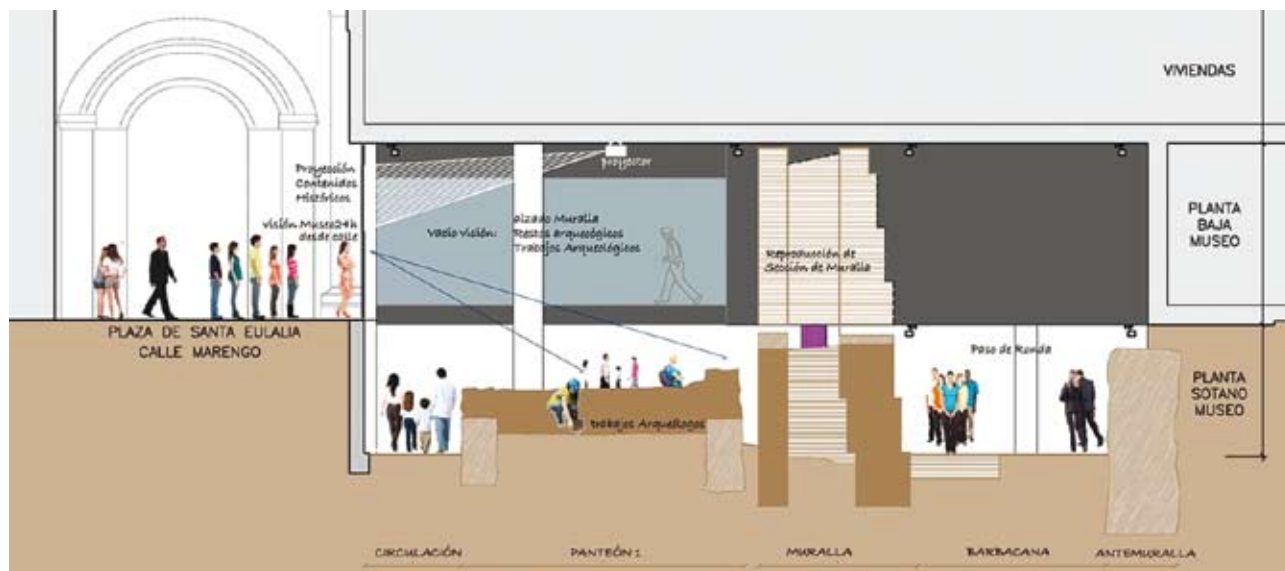 VIVIENDAS
Proyección
Contenidos
Históricos
Visión Museo24h
desde calle
proyector
Vacío Visión:
Alzado Muralla
Restos arqueógicos
Trabajos Arqueológicos
Reproducción de
Sección de Muralla
PLANTA
BAJA
MUSEO
PLAZA DE SANTA EULALIA
CALLE MARENGO
Paso de Ronda
PLANTA
SOTANO
MUSEO
trabajos Arqueólogos
CIRCULACIÓN
PANTEÓN 1
MURALLA
BARBACANA
ANTEMURALLA